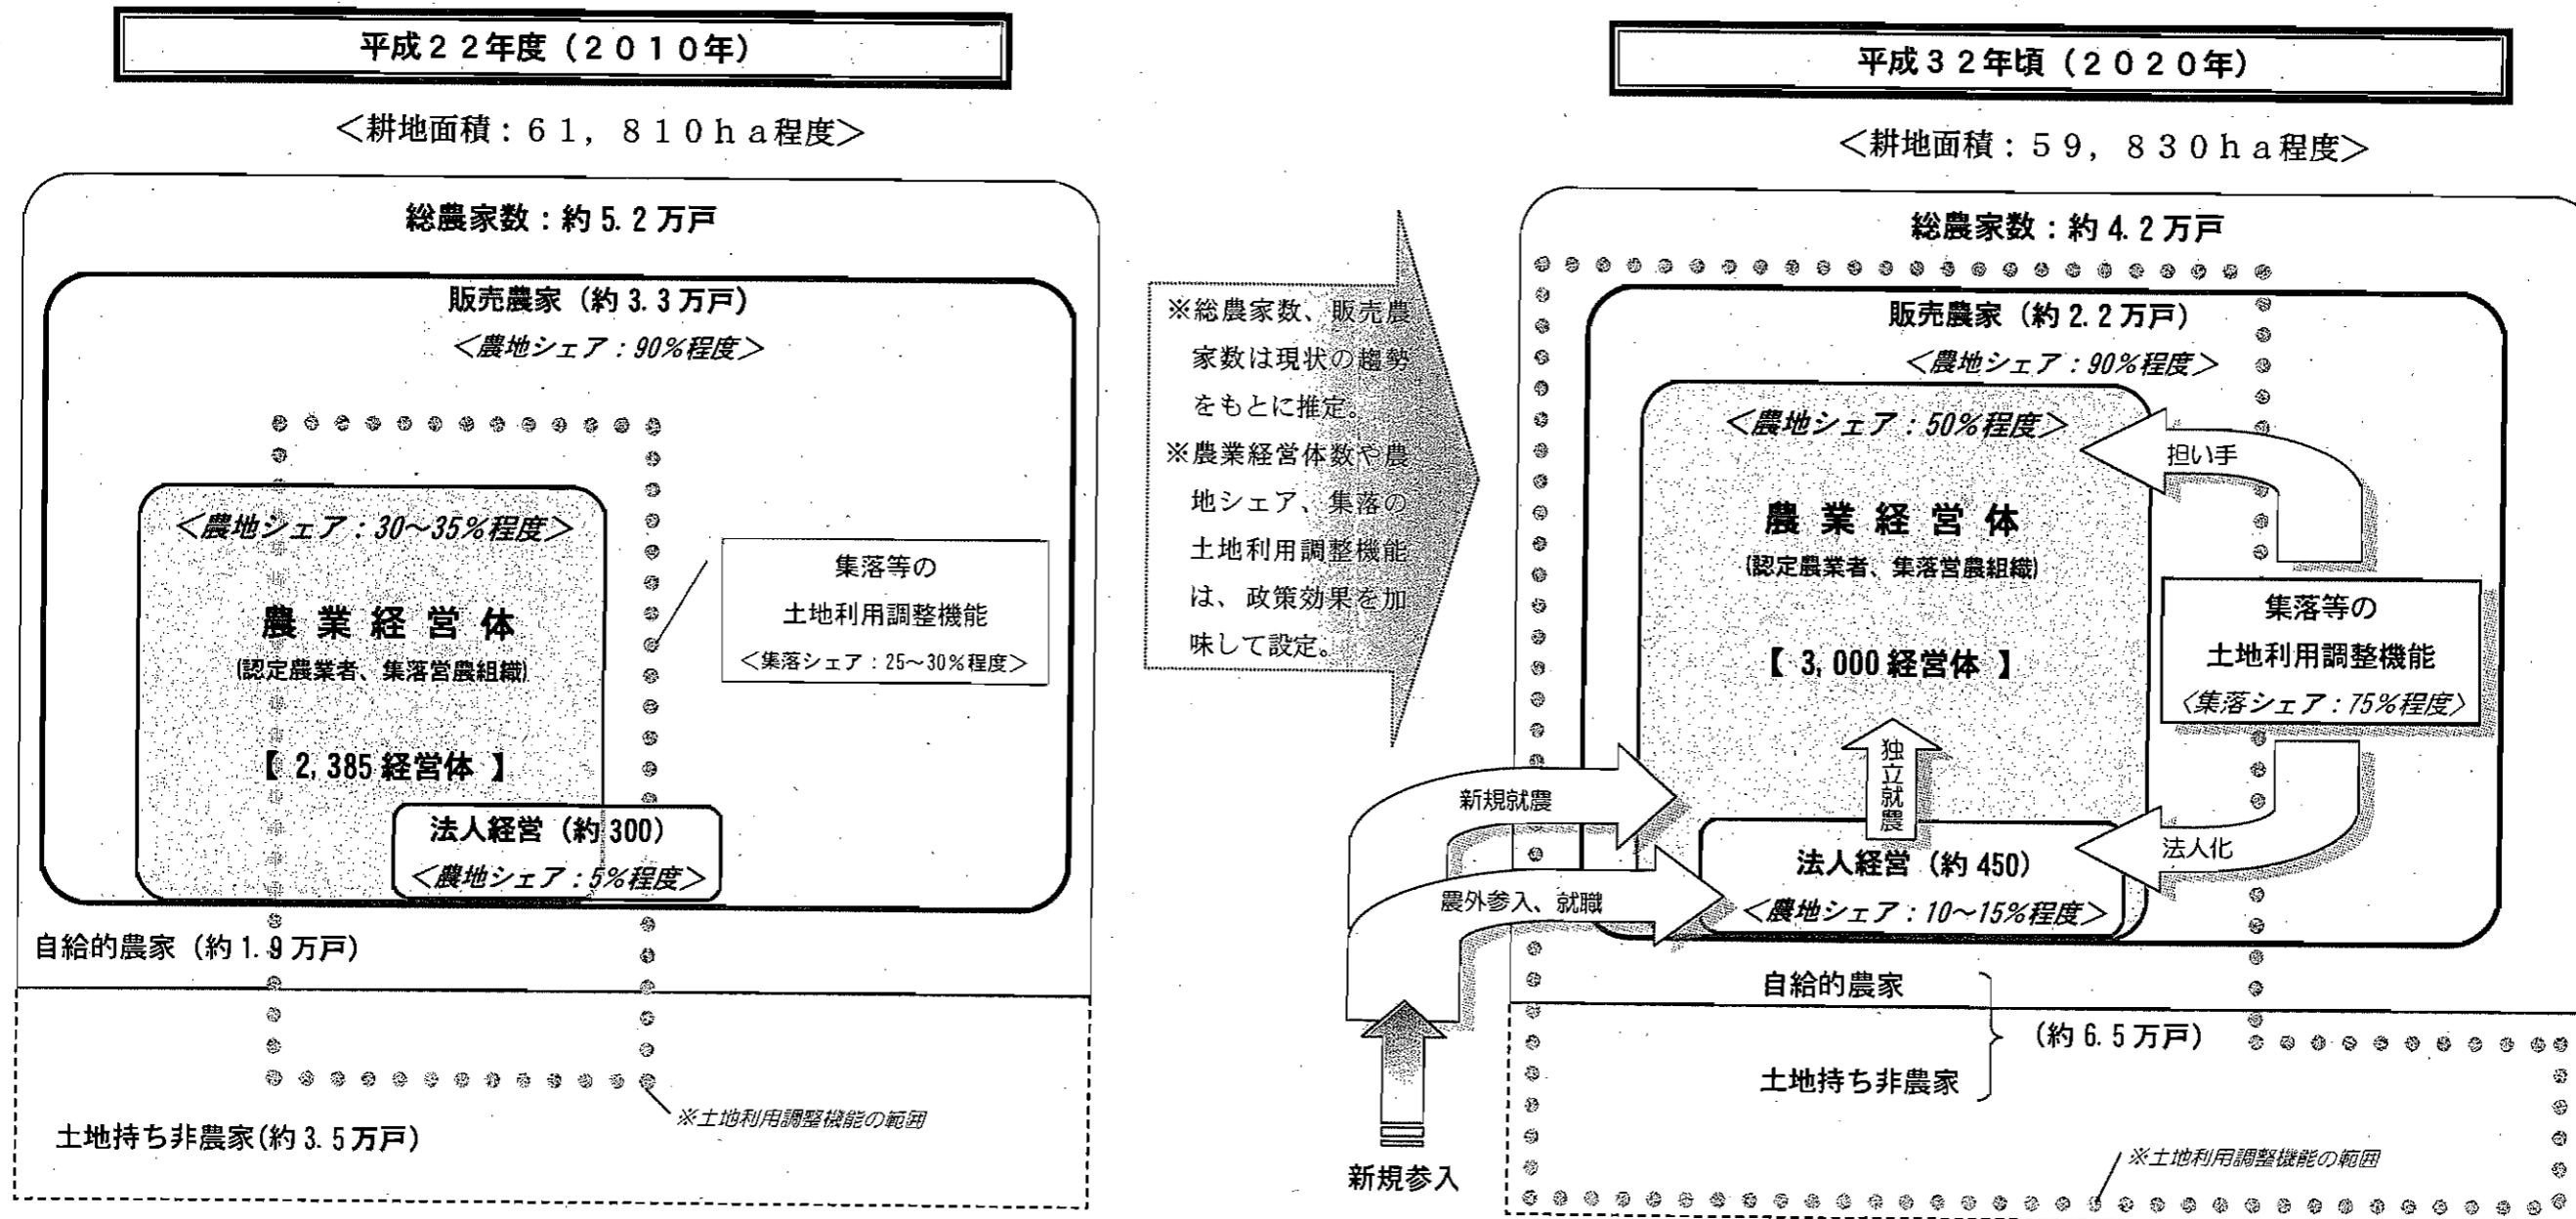 平成22年度(2010年)
<耕地面積:61,810ha程度>
総農家数:約5.2万戸
販売農家(約3.3万戸)
<農地シェア:90%程度>
<農地シェア:30~35%程度>
農業経営体
(認定農業者、集落営農組織)
【2,385経営体】
法人経営(約300)
<農地シェア:5%程度>
集落等の
土地利用調整機能
<集落シェア:25~30%程度>
自給的農家(約1.9万戸)
土地持ち非農家(約3.5万戸)
※土地利用調整機能の範囲
※総農家数、販売農
家数は現状の趨勢
をもとに推定。
※農業経営体数や農
地シェア、集落の
土地利用調整機能
は、政策効果を加
味して設定。
平成32年頃(2020年)
<耕地面積:59,830ha程度>
総農家数:約4.2万戸
販売農家(約2.2万戸)
<農地シェア:90%程度>
<農地シェア:50%程度>
担い手
農業経営体
(認定農業者、集落営農組織)
【3,000経営体】
集落等の
土地利用調整機能
<集落シェア:75%程度>
独立就農
新規就農
法人化
法人経営(約450)
<農地シェア:10~15%程度>
農外参入、就職
自給的農家
(約6.5万戸)
土地持ち非農家
※土地利用調整機能の範囲
新規参入